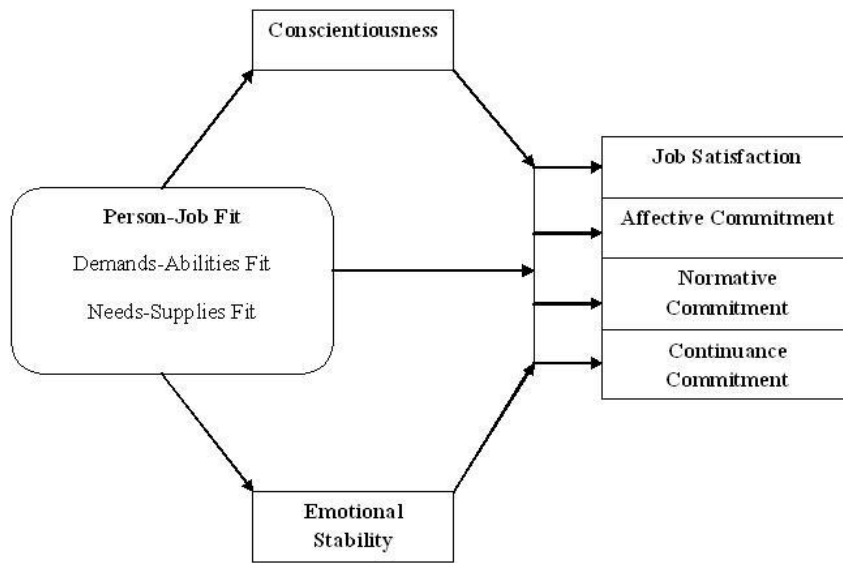 Conscientiousness
Person-Job Fit
Demands-Abilities Fit
Needs-Supplies Fit
Job Satisfaction
Affective Commitment
Normative
Commitment
Continuance
Commitment
Emotional
Stability